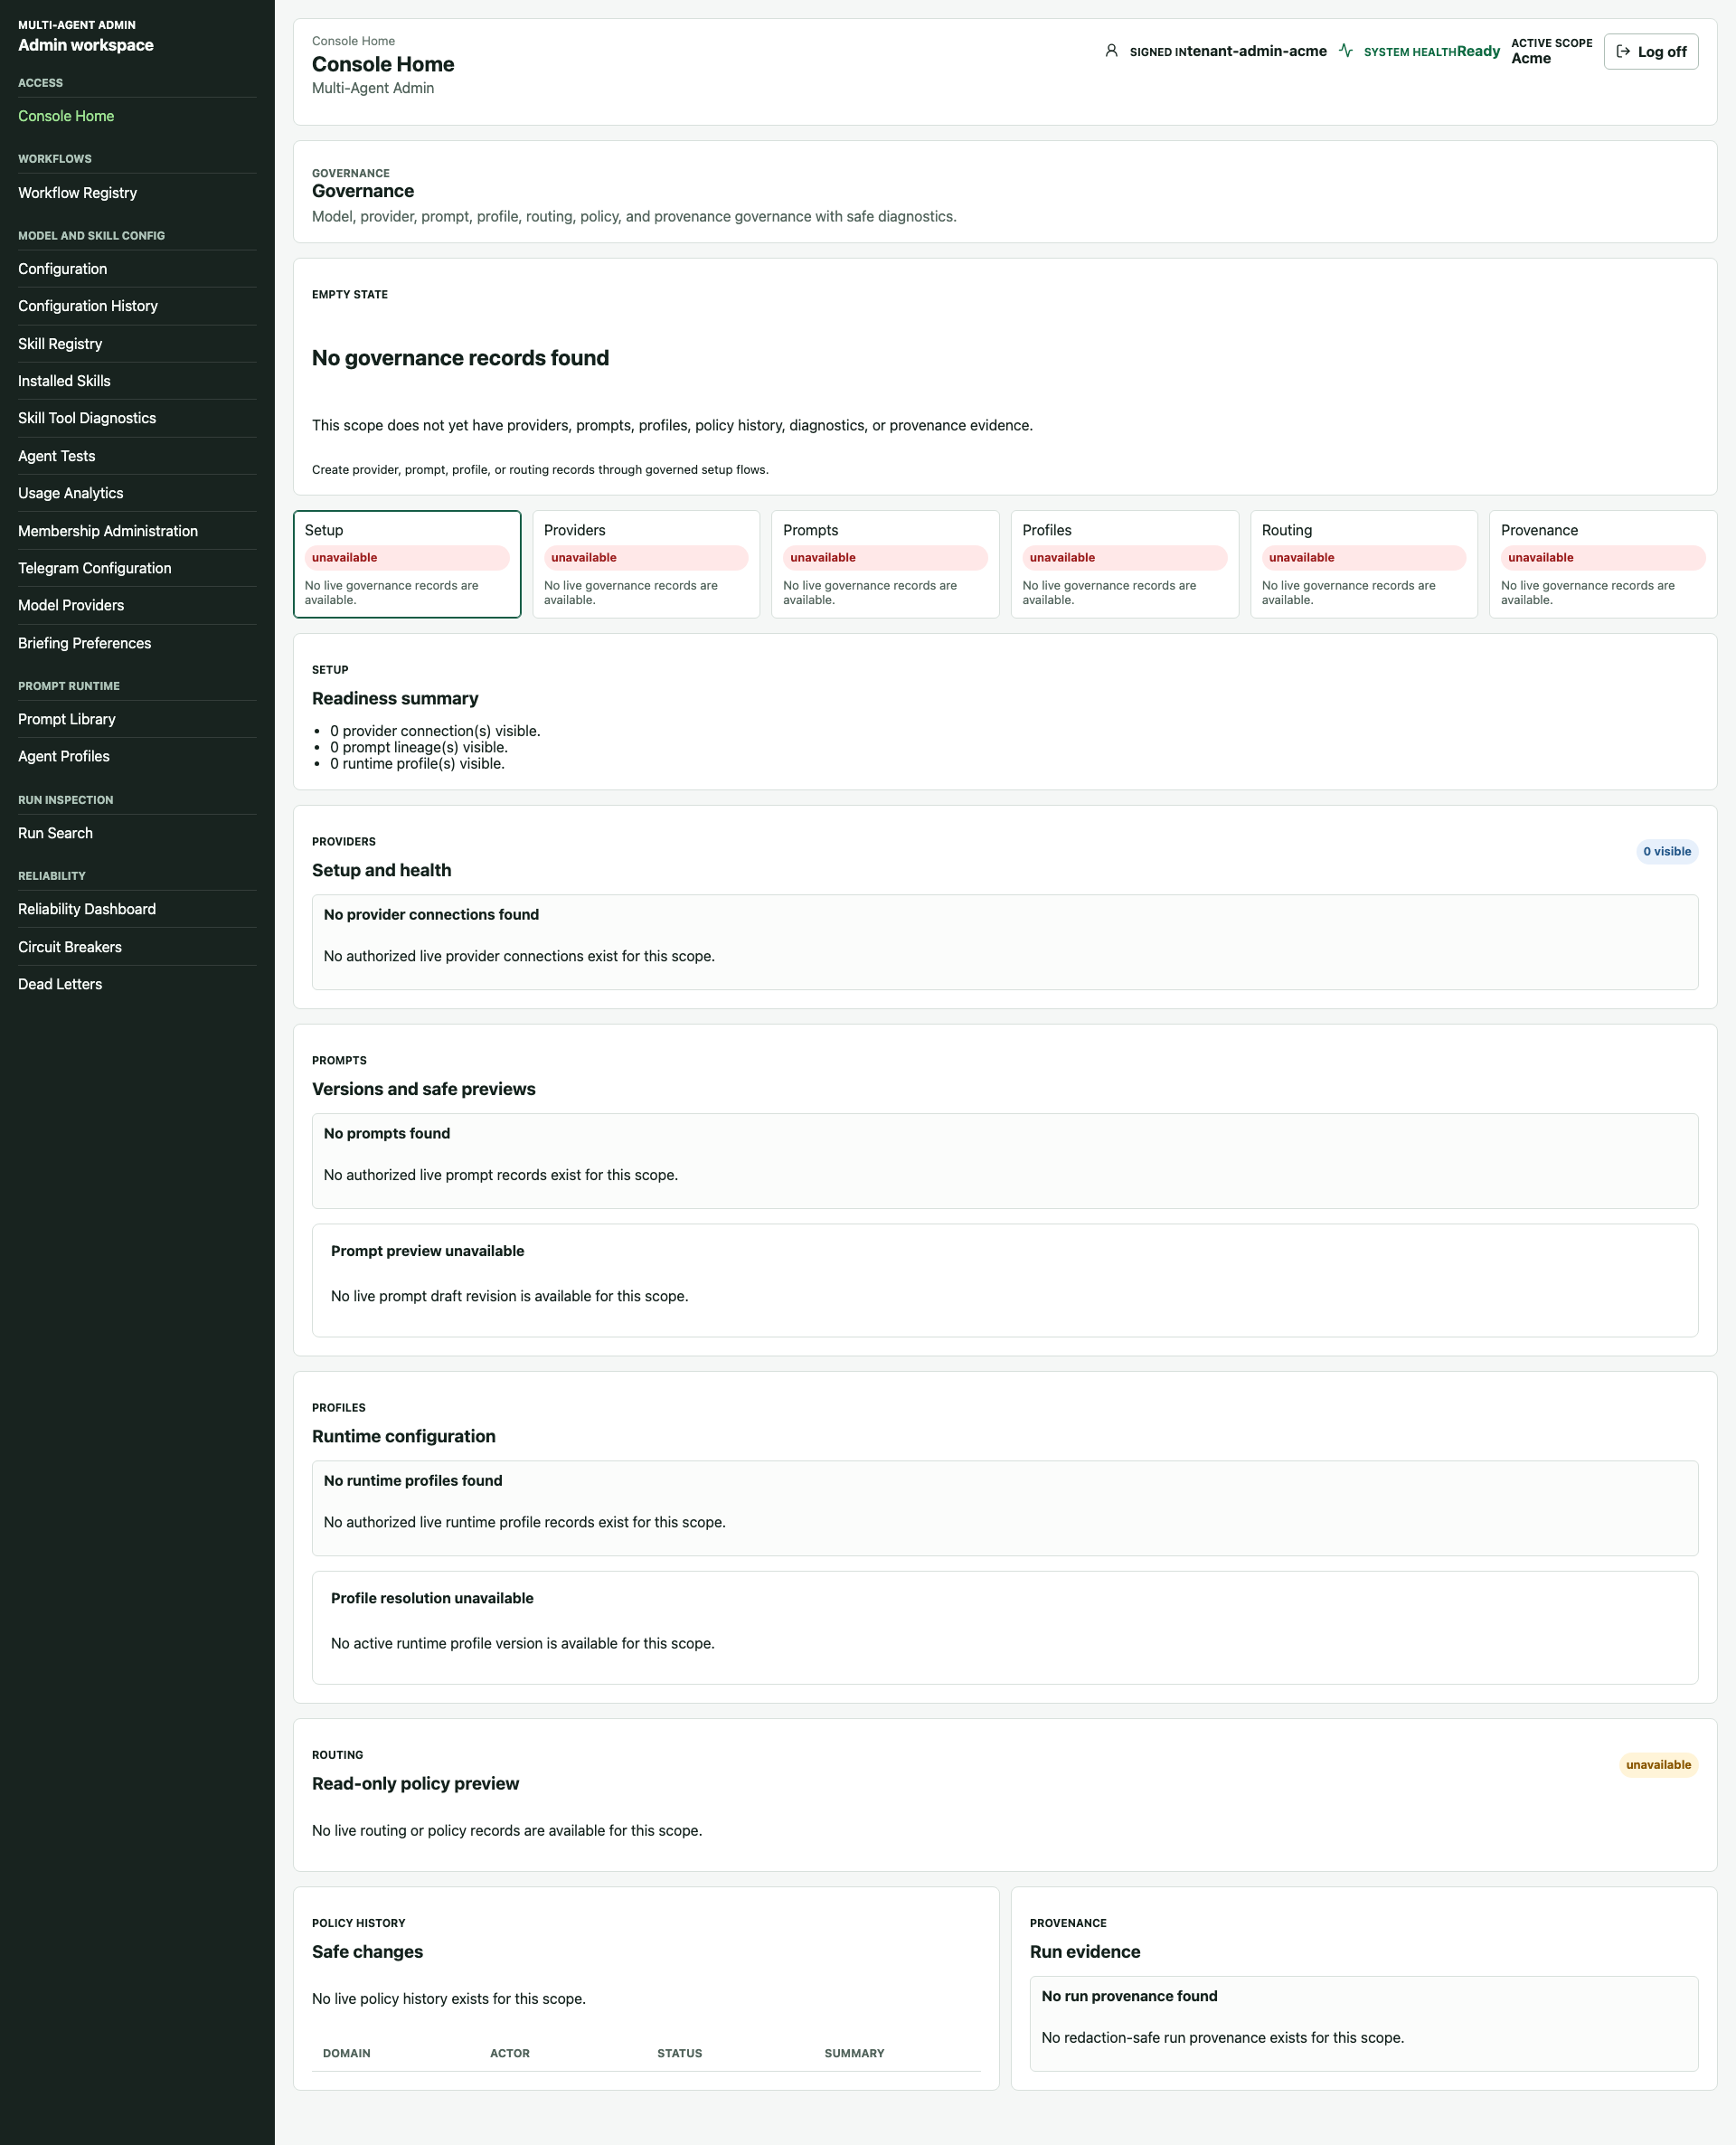 MULTI-AGENT ADMIN
Admin workspace
ACCESS
Console Home
WORKFLOWS
Workflow Registry
MODEL AND SKILL CONFIG
Configuration
Configuration History
Skill Registry
Installed Skills
Skill Tool Diagnostics
Agent Tests
Usage Analytics
Membership Administration
Telegram Configuration
Model Providers
Briefing Preferences
PROMPT RUNTIME
Prompt Library
Agent Profiles
RUN INSPECTION
Run Search
RELIABILITY
Reliability Dashboard
Circuit Breakers
Dead Letters
Console Home
Console Home
Multi-Agent Admin
SIGNED INtenant-admin-acme
SYSTEM HEALTHReady
ACTIVE SCOPE
Acme
Log off
GOVERNANCE
Governance
Model, provider, prompt, profile, routing, policy, and provenance governance with safe diagnostics.
EMPTY STATE
No governance records found
This scope does not yet have providers, prompts, profiles, policy history, diagnostics, or provenance evidence.
Create provider, prompt, profile, or routing records through governed setup flows.
Setup
unavailable
No live governance records are
available.
Providers
unavailable
No live governance records are
available.
Prompts
unavailable
No live governance records are
available.
Profiles
unavailable
No live governance records are
available.
Routing
unavailable
No live governance records are
available.
Provenance
unavailable
No live governance records are
available.
SETUP
Readiness summary
• 0 provider connection(s) visible.
• 0 prompt lineage(s) visible.
• 0 runtime profile(s) visible.
PROVIDERS
Setup and health
0 visible
No provider connections found
No authorized live provider connections exist for this scope.
PROMPTS
Versions and safe previews
No prompts found
No authorized live prompt records exist for this scope.
Prompt preview unavailable
No live prompt draft revision is available for this scope.
PROFILES
Runtime configuration
No runtime profiles found
No authorized live runtime profile records exist for this scope.
Profile resolution unavailable
No active runtime profile version is available for this scope.
ROUTING
Read-only policy preview
unavailable
No live routing or policy records are available for this scope.
POLICY HISTORY
Safe changes
No live policy history exists for this scope.
DOMAIN ACTOR STATUS SUMMARY
PROVENANCE
Run evidence
No run provenance found
No redaction-safe run provenance exists for this scope.